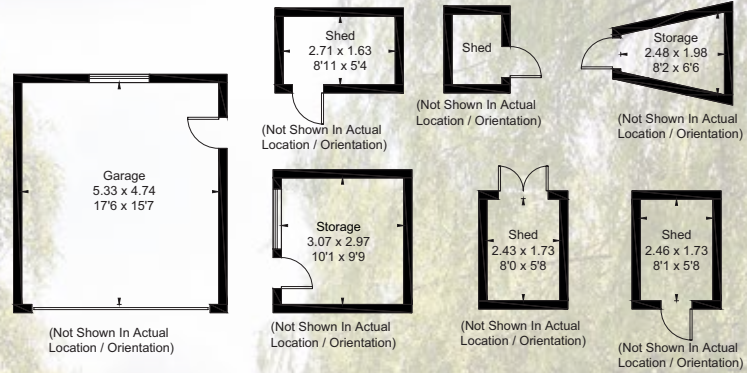 Shed
2.71 x 1.63
8'11 x 5'4
(Not Shown In Actual
Location / Orientation)
Shed
(Not Shown In Actual
Location / Orientation)
Storage
2.48 x 1.98
8'2 x 6'6
(Not Shown In Actual
Location / Orientation)
Garage
5.33 x 4.74
17'6 x 15'7
(Not Shown In Actual
Location / Orientation)
Storage
3.07 x 2.97
10'1 x 9'9
(Not Shown In Actual
Location / Orientation)
Shed
2.43 x 1.73
8'0 x 5'8
(Not Shown In Actual
Location / Orientation)
Shed
2.46 x 1.73
8'1 x 5'8
(Not Shown In Actual
Location / Orientation)